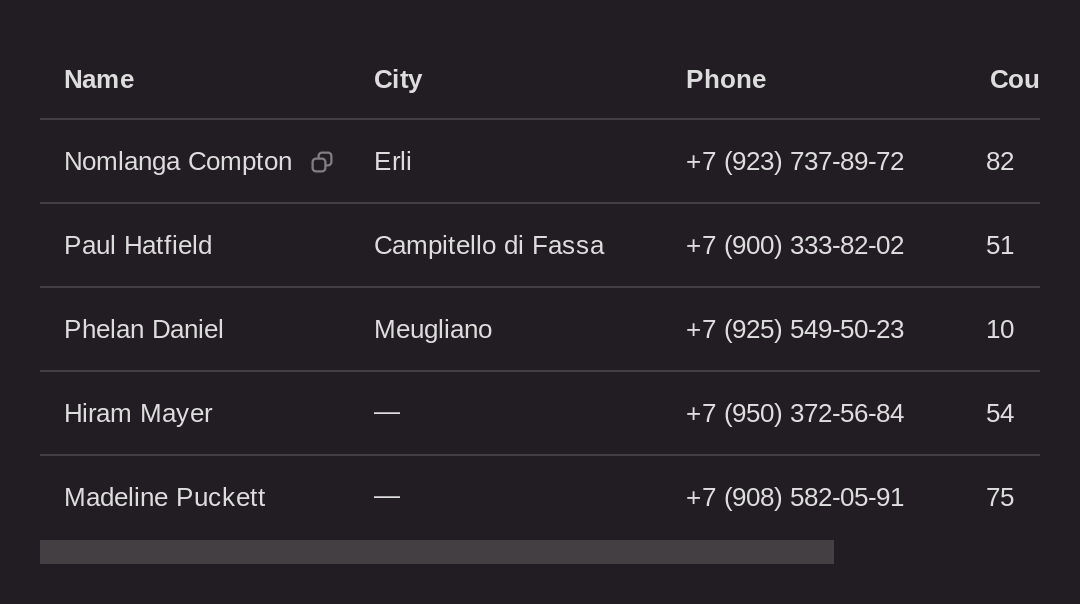 Name City Phone Cou
Nomlanga Compton Erli +7 (923) 737-89-72 82
Paul Hatfield Campitello di Fassa +7 (900) 333-82-02 51
Phelan Daniel Meugliano +7 (925) 549-50-23 10
Hiram Mayer — +7 (950) 372-56-84 54
Madeline Puckett — +7 (908) 582-05-91 75